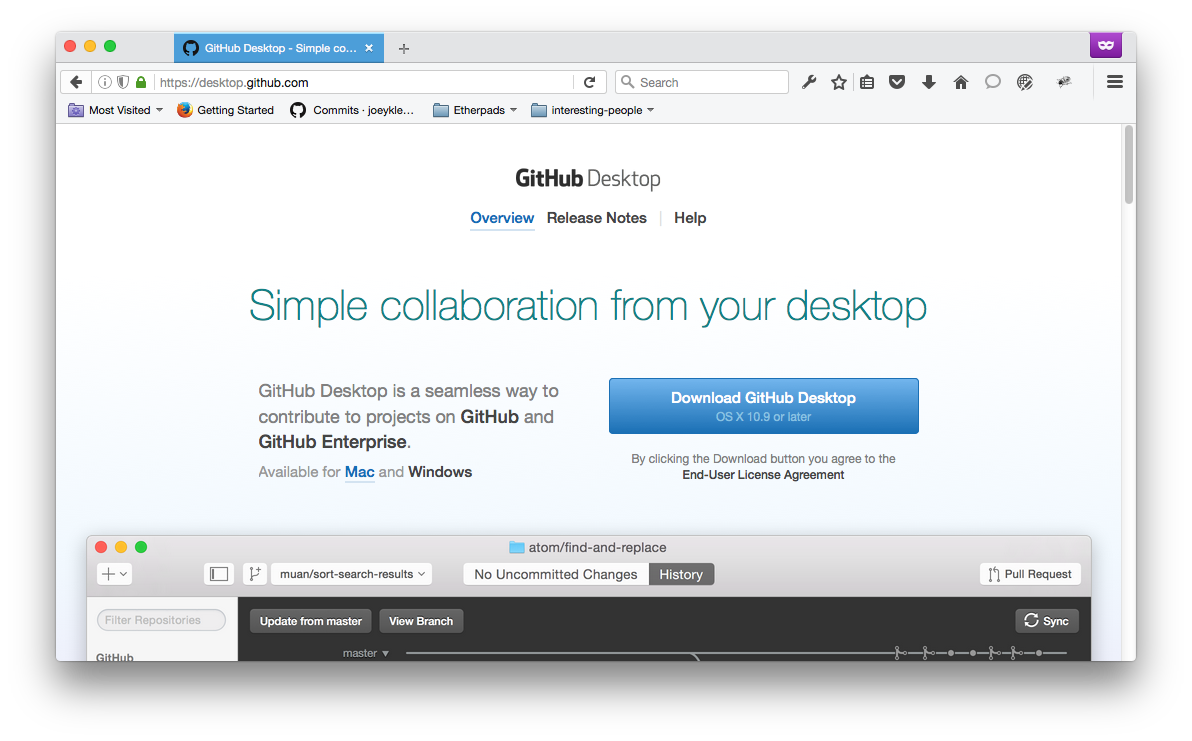 GitHub Desktop - Simple co...
https://desktop.github.com
Search
Most Visited
Getting Started
Commits · joeykle...
Etherpads
interesting-people
GitHub Desktop
Overview
Release Notes
Help
Simple collaboration from your desktop
GitHub Desktop is a seamless way to
contribute to projects on GitHub and
GitHub Enterprise.
Available for Mac and Windows
Download GitHub Desktop
OS X 10.9 or later
By clicking the Download button you agree to the
End-User License Agreement
atom/find-and-replace
muan/sort-search-results
No Uncommitted Changes
History
Pull Request
Filter Repositories
Update from master
View Branch
Sync
GitHub
master